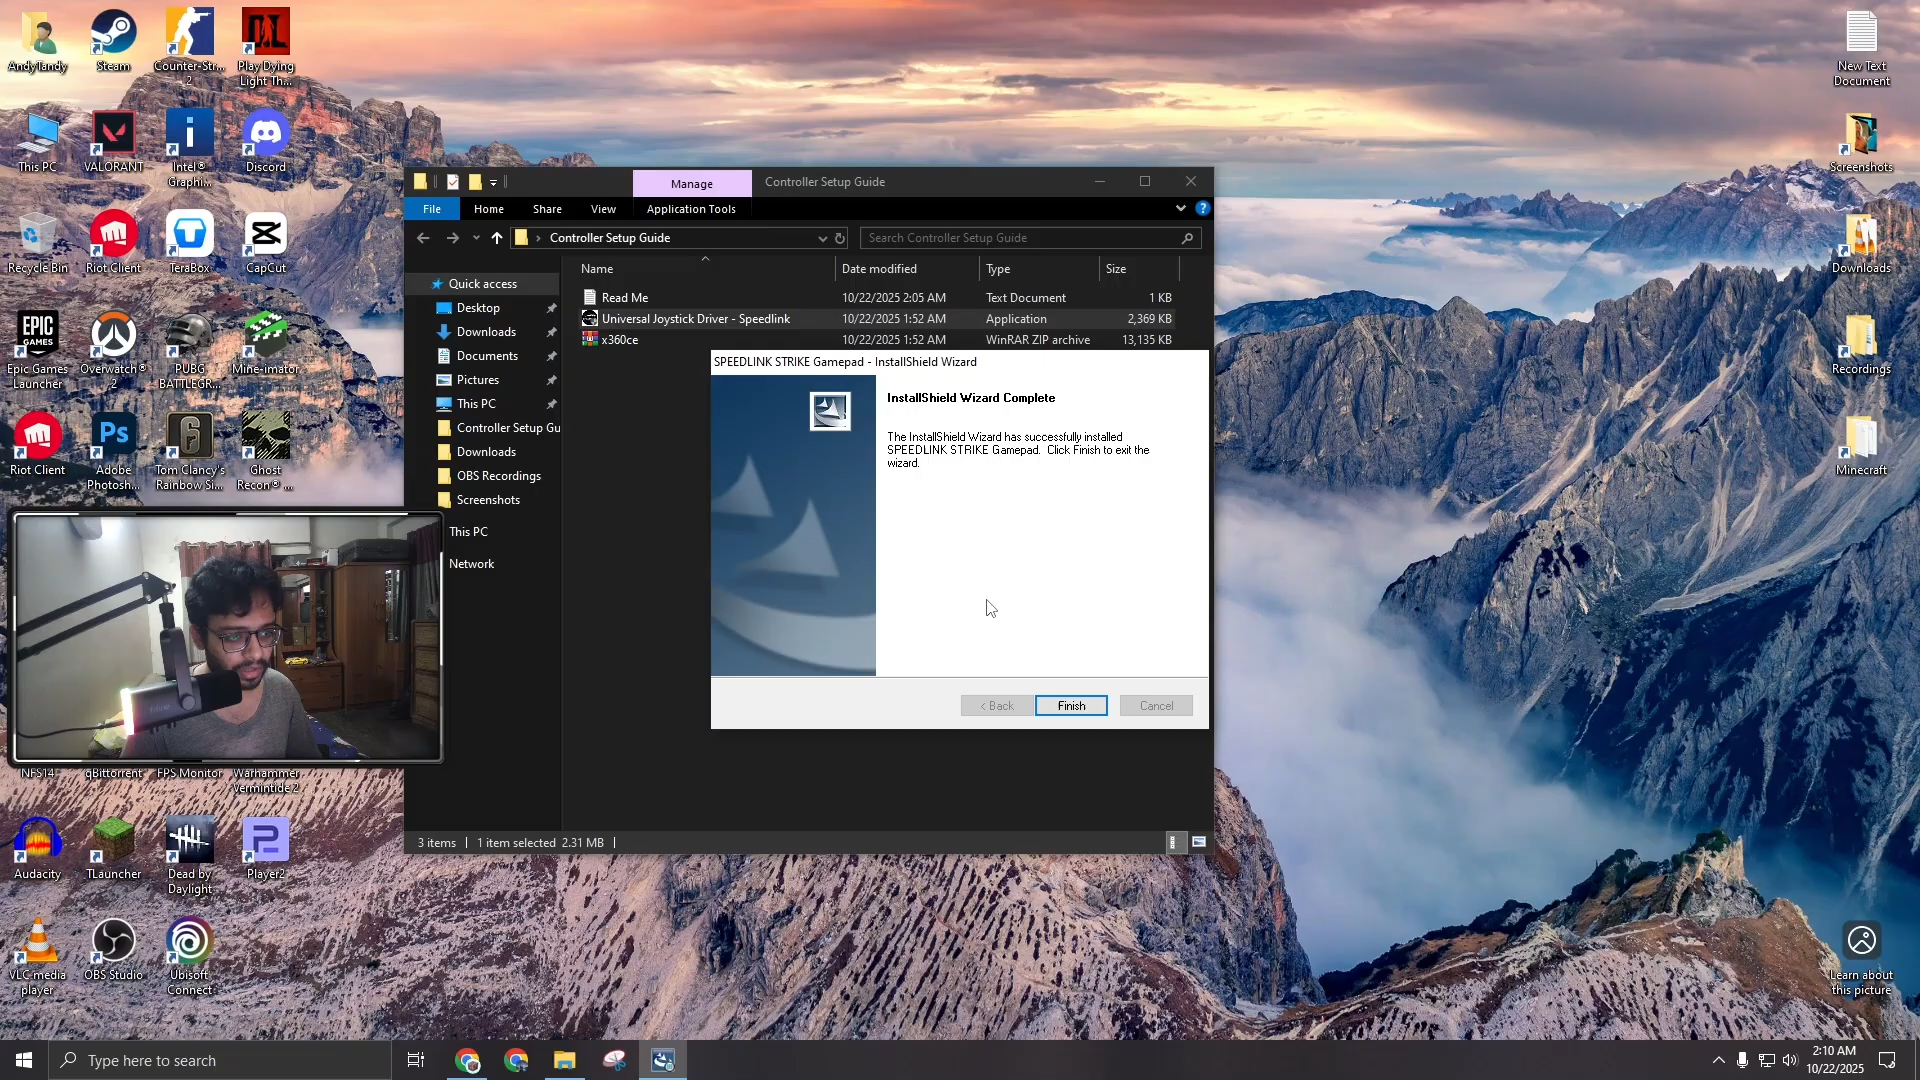 AndyTandy
Steam
Counter-Str...
2
Play Dying
Light Th...
This PC
VALORANT
Intel®
Graphi...
Discord
Recycle Bin
Riot Client
TeraBox
CapCut
Epic Games
Launcher
Overwatch®
2
PUBG
BATTLEGR...
Mine-imator
Riot Client
Adobe
Photosh...
Tom Clancy's
Rainbow Si...
Ghost
Recon® ...
NFS14
qBittorrent
FPS Monitor
Warhammer
Vermintide 2
Audacity
TLauncher
Dead by
Daylight
Player2
VLC media
player
OBS Studio
Ubisoft
Connect
Manage
Controller Setup Guide
File
Home
Share
View
Application Tools
Controller Setup Guide
Search Controller Setup Guide
Name
Date modified
Type
Size
Quick access
Desktop
Downloads
Documents
Pictures
This PC
Controller Setup Gu
Downloads
OBS Recordings
Screenshots
This PC
Network
Read Me 10/22/2025 2:05 AM Text Document 1 KB
Universal Joystick Driver - Speedlink 10/22/2025 1:52 AM Application 2,369 KB
x360ce 10/22/2025 1:52 AM WinRAR ZIP archive 13,135 KB
SPEEDLINK STRIKE Gamepad - InstallShield Wizard
InstallShield Wizard Complete
The InstallShield Wizard has successfully installed
SPEEDLINK STRIKE Gamepad. Click Finish to exit the
wizard.
< Back
Finish
Cancel
3 items
1 item selected 2.31 MB
New Text
Document
Screenshots
Downloads
Recordings
Minecraft
Learn about
this picture
Type here to search
2:10 AM
10/22/2025